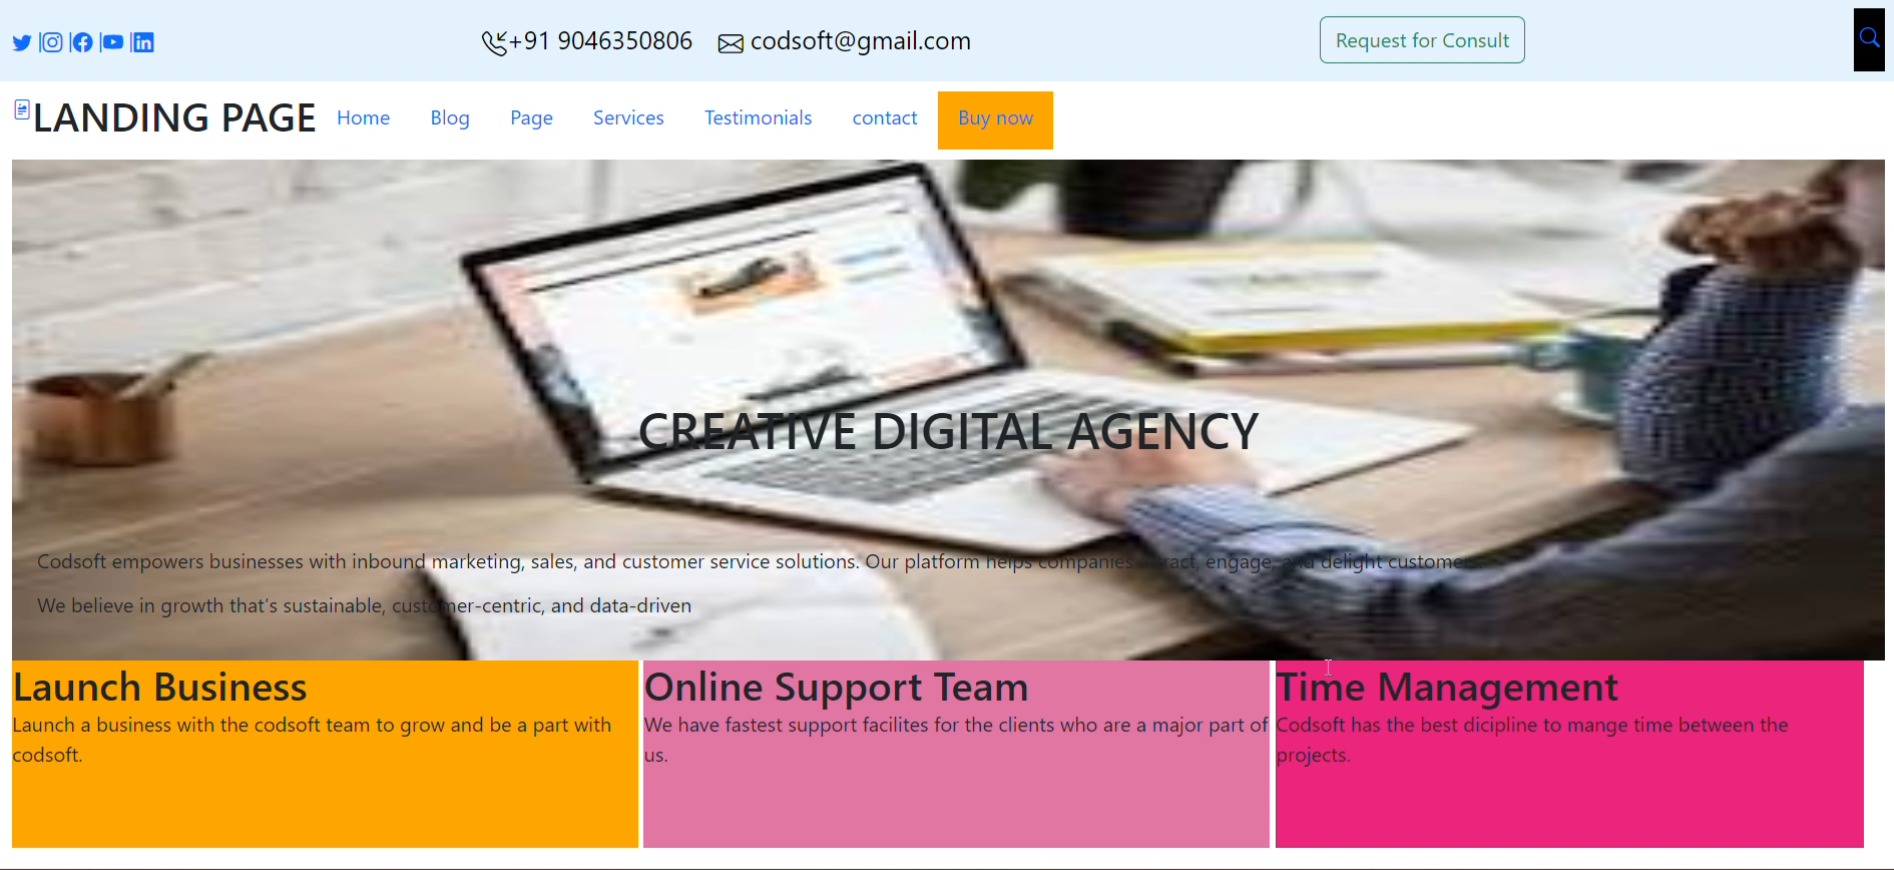 +91 9046350806 codsoft@gmail.com Request for Consult
LANDING PAGE Home Blog Page Services Testimonials contact Buy now
CREATIVE DIGITAL AGENCY
Codsoft empowers businesses with inbound marketing, sales, and customer service solutions. Our platform helps companies attract, engage, and delight customers.
We believe in growth that's sustainable, customer-centric, and data-driven
Launch Business
Launch a business with the codsoft team to grow and be a part with
codsoft.
Online Support Team
We have fastest support facilites for the clients who are a major part of
us.
Time Management
Codsoft has the best dicipline to mange time between the
projects.